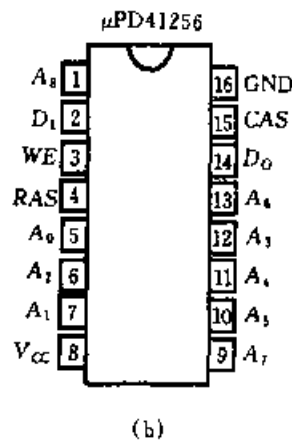 μPD41256
A8 1 16 GND
DI 2 15 CAS
WE 3 14 DO
RAS 4 13 A6
A0 5 12 A3
A2 6 11 A4
A1 7 10 A5
VCC 8 9 A7
(b)